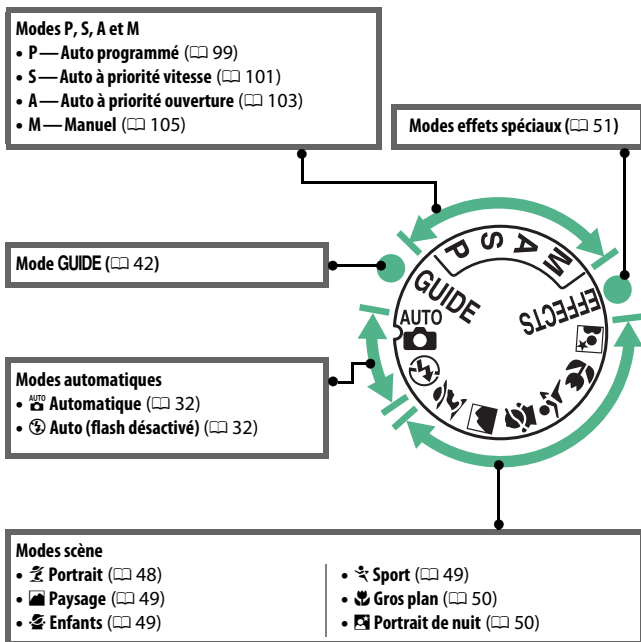 Modes P, S, A et M
• P—Auto programmé (📖 99)
• S—Auto à priorité vitesse (📖 101)
• A—Auto à priorité ouverture (📖 103)
• M—Manuel (📖 105)
Modes effets spéciaux (📖 51)
Mode GUIDE (📖 42)
P S A M
GUIDE
AUTO
EFFECTS
Modes automatiques
• AUTO Automatique (📖 32)
• Auto (flash désactivé) (📖 32)
Modes scène
• Portrait (📖 48)
• Paysage (📖 49)
• Enfants (📖 49)
• Sport (📖 49)
• Gros plan (📖 50)
• Portrait de nuit (📖 50)